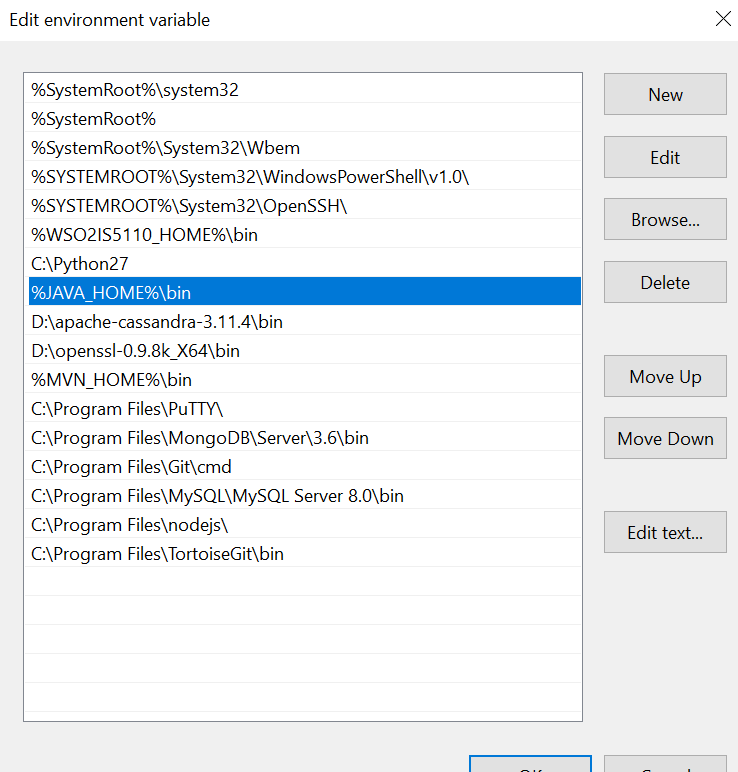 Edit environment variable
%SystemRoot%\system32
%SystemRoot%
%SystemRoot%\System32\Wbem
%SYSTEMROOT%\System32\WindowsPowerShell\v1.0\
%SYSTEMROOT%\System32\OpenSSH\
%WSO2IS5110_HOME%\bin
C:\Python27
%JAVA_HOME%\bin
D:\apache-cassandra-3.11.4\bin
D:\openssl-0.9.8k_X64\bin
%MVN_HOME%\bin
C:\Program Files\PuTTY\
C:\Program Files\MongoDB\Server\3.6\bin
C:\Program Files\Git\cmd
C:\Program Files\MySQL\MySQL Server 8.0\bin
C:\Program Files\nodejs\
C:\Program Files\TortoiseGit\bin
New
Edit
Browse...
Delete
Move Up
Move Down
Edit text...